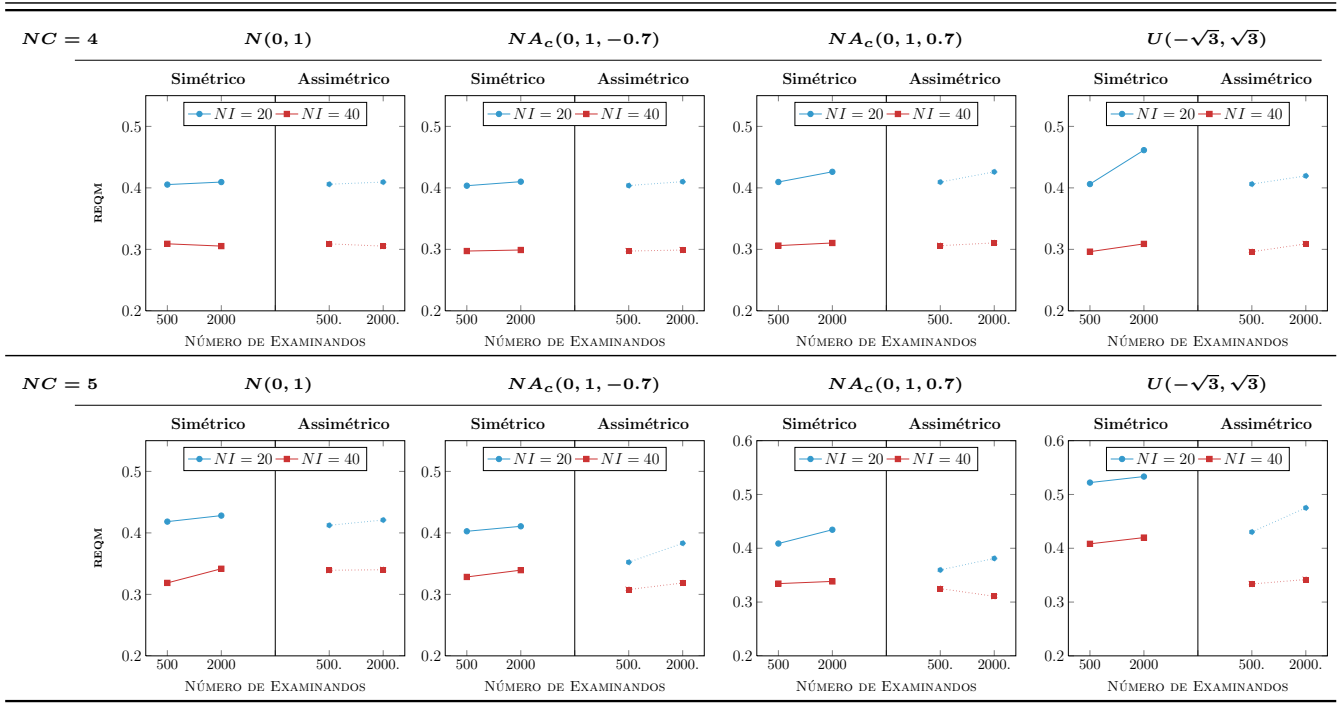 NC = 4 N(0, 1) NA_c(0, 1, −0.7) NA_c(0, 1, 0.7) U(−√3, √3)
Simétrico Assimétrico Simétrico Assimétrico Simétrico Assimétrico Simétrico Assimétrico
NI = 20 NI = 40 NI = 20 NI = 40 NI = 20 NI = 40 NI = 20 NI = 40
0.5 0.5 0.5 0.5
0.4 0.4 0.4 0.4
REQM
0.3 0.3 0.3 0.3
0.2 0.2 0.2 0.2
500 2000 500. 2000. 500 2000 500. 2000. 500 2000 500. 2000. 500 2000 500. 2000.
Número de Examinandos Número de Examinandos Número de Examinandos Número de Examinandos
NC = 5 N(0, 1) NA_c(0, 1, −0.7) NA_c(0, 1, 0.7) U(−√3, √3)
Simétrico Assimétrico Simétrico Assimétrico Simétrico Assimétrico Simétrico Assimétrico
0.6 0.6
NI = 20 NI = 40 NI = 20 NI = 40 NI = 20 NI = 40 NI = 20 NI = 40
0.5 0.5 0.5 0.5
0.4 0.4 0.4 0.4
REQM
0.3 0.3 0.3 0.3
0.2 0.2 0.2 0.2
500 2000 500. 2000. 500 2000 500. 2000. 500 2000 500. 2000. 500 2000 500. 2000.
Número de Examinandos Número de Examinandos Número de Examinandos Número de Examinandos